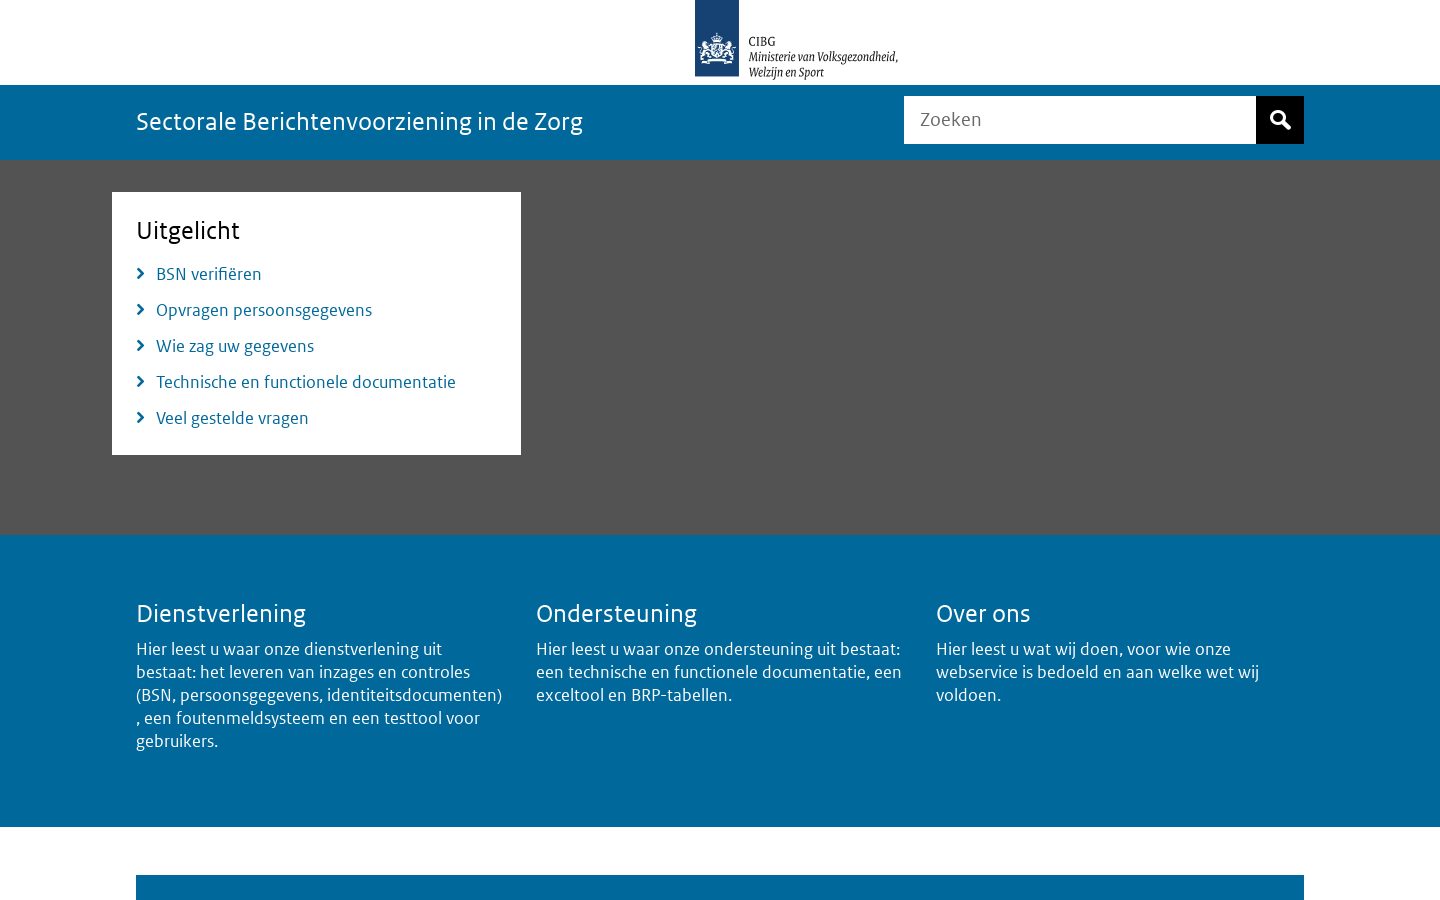 CIBG
Ministerie van Volksgezondheid,
Welzijn en Sport
Sectorale Berichtenvoorziening in de Zorg
Zoeken
Uitgelicht
BSN verifiëren
Opvragen persoonsgegevens
Wie zag uw gegevens
Technische en functionele documentatie
Veel gestelde vragen
Dienstverlening
Hier leest u waar onze dienstverlening uit
bestaat: het leveren van inzages en controles
(BSN, persoonsgegevens, identiteitsdocumenten)
, een foutenmeldsysteem en een testtool voor
gebruikers.
Ondersteuning
Hier leest u waar onze ondersteuning uit bestaat:
een technische en functionele documentatie, een
exceltool en BRP-tabellen.
Over ons
Hier leest u wat wij doen, voor wie onze
webservice is bedoeld en aan welke wet wij
voldoen.